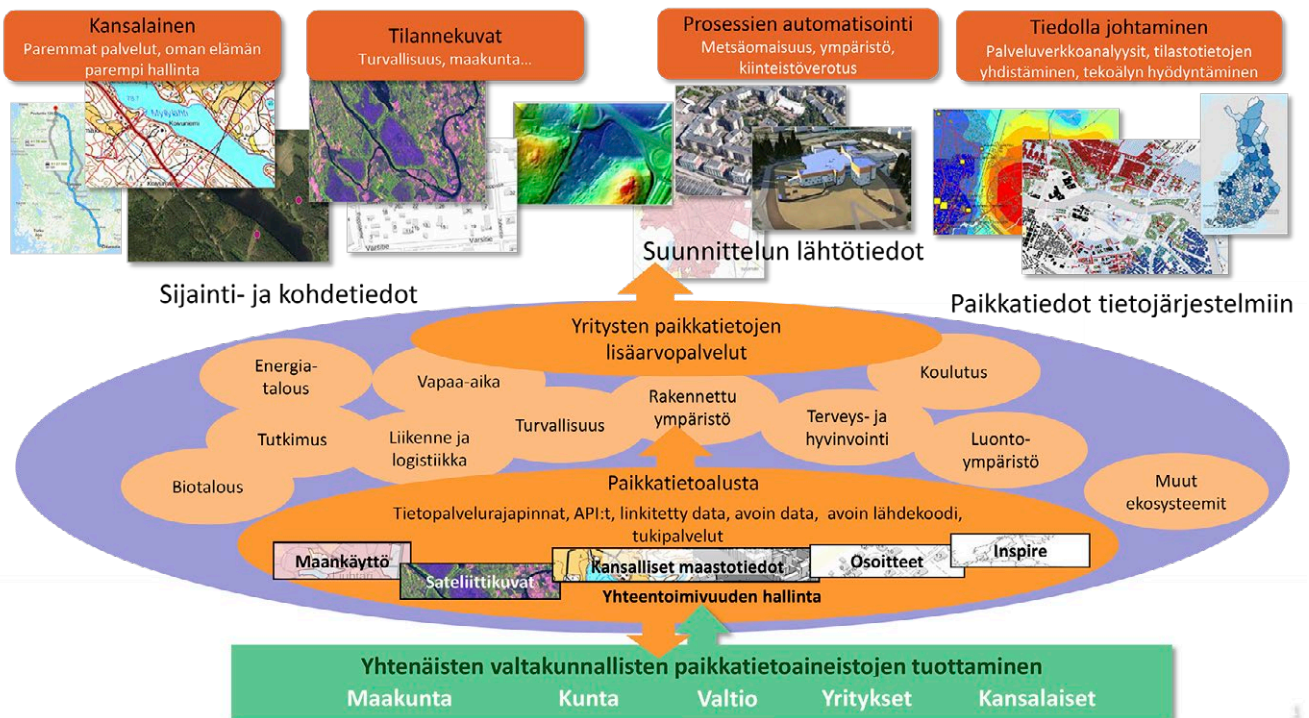 Kansalainen
Paremmat palvelut, oman elämän
parempi hallinta
Tilannekuvat
Turvallisuus, maakunta...
Prosessien automatisointi
Metsäomaisuus, ympäristö,
kiinteistöverotus
Tiedolla johtaminen
Palveluverkkoanalyysit, tilastotietojen
yhdistäminen, tekoälyn hyödyntäminen
Varsitie
Varsitie
Sijainti- ja kohdetiedot
Suunnittelun lähtötiedot
Paikkatiedot tietojärjestelmiin
Yritysten paikkatietojen
lisäarvopalvelut
Energia-
talous
Vapaa-aika
Koulutus
Tutkimus
Liikenne ja
logistiikka
Turvallisuus
Rakennettu
ympäristö
Terveys- ja
hyvinvointi
Luonto-
ympäristö
Biotalous
Muut
ekosysteemit
Paikkatietoalusta
Tietopalvelurajapinnat, API:t, linkitetty data, avoin data, avoin lähdekoodi,
tukipalvelut
Maankäyttö
Sateliittikuvat
Kansalliset maastotiedot
Osoitteet
Inspire
Yhteentoimivuuden hallinta
Yhtenäisten valtakunnallisten paikkatietoaineistojen tuottaminen
Maakunta Kunta Valtio Yritykset Kansalaiset
1